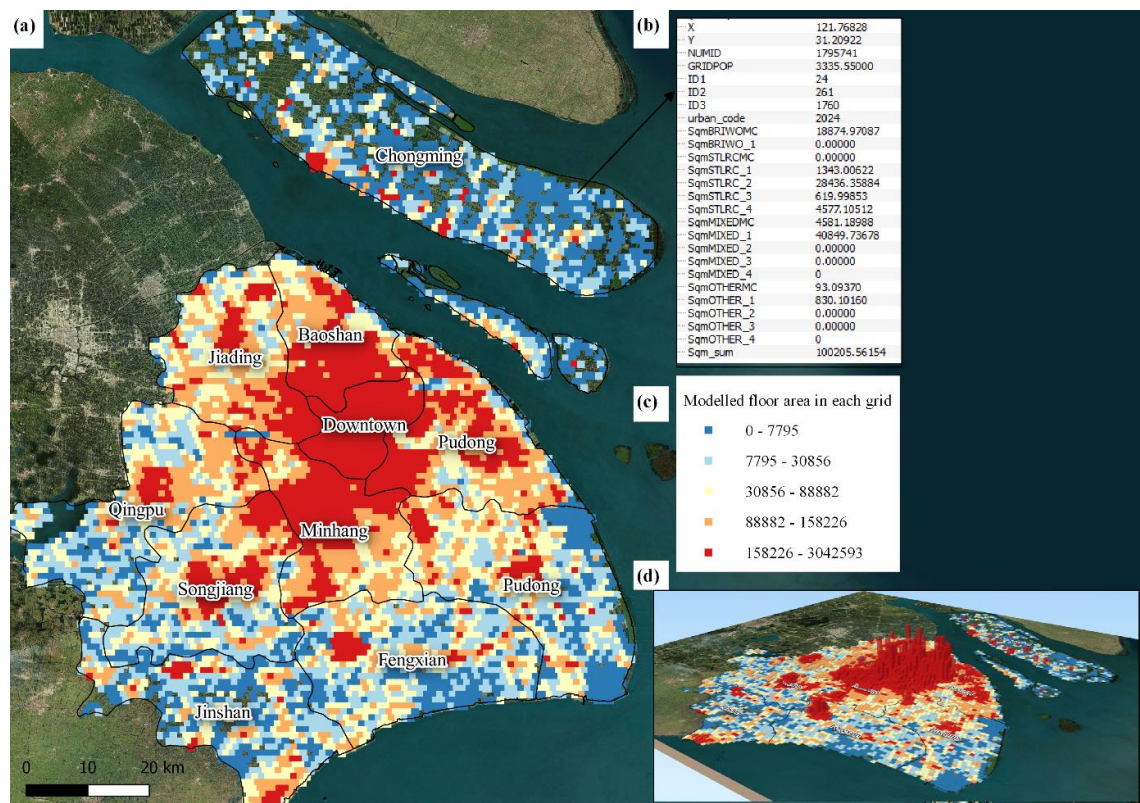 (a)
Chongming
Baoshan
Jiading
Downtown
Pudong
Qingpu
Minhang
Songjiang
Pudong
Fengxian
Jinshan
0 10 20 km
(b)
X 121.76828
Y 31.20922
NUMID 1795741
GRIDPOP 3335.55000
ID1 24
ID2 261
ID3 1760
urban_code 2024
SqmBRIWOMC 18874.97087
SqmBRIWO_1 0.00000
SqmSTLRCMC 0.00000
SqmSTLRC_1 1343.00622
SqmSTLRC_2 28436.35884
SqmSTLRC_3 619.99853
SqmSTLRC_4 4577.10512
SqmMIXEDMC 4581.18988
SqmMIXED_1 40849.73678
SqmMIXED_2 0.00000
SqmMIXED_3 0.00000
SqmMIXED_4 0
SqmOTHERMC 93.09370
SqmOTHER_1 830.10160
SqmOTHER_2 0.00000
SqmOTHER_3 0.00000
SqmOTHER_4 0
Sqm_sum 100205.56154
(c)
Modelled floor area in each grid
0 - 7795
7795 - 30856
30856 - 88882
88882 - 158226
158226 - 3042593
(d)